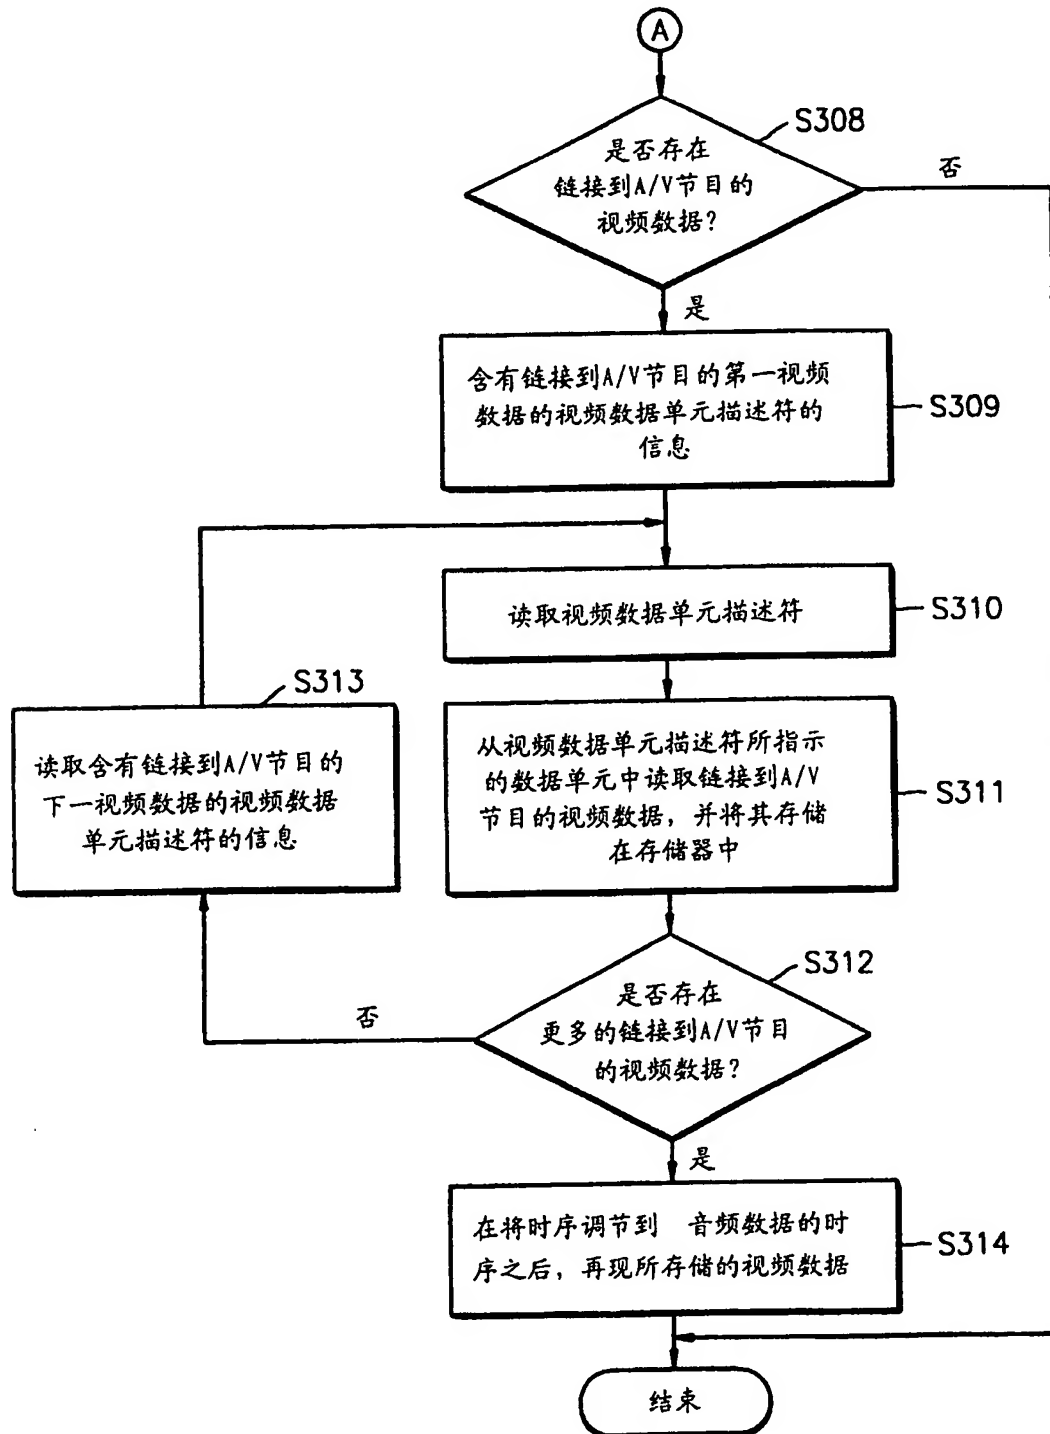 A
S308
是否存在
链接到A/V节目的
视频数据?
否
是
含有链接到A/V节目的第一视频
数据的视频数据单元描述符的
信息
S309
读取视频数据单元描述符
S310
S313
读取含有链接到A/V节目的
下一视频数据的视频数据
单元描述符的信息
从视频数据单元描述符所指示
的数据单元中读取链接到A/V
节目的视频数据,并将其存储
在存储器中
S311
S312
是否存在
更多的链接到A/V节目
的视频数据?
否
是
在将时序调节到 音频数据的时
序之后,再现所存储的视频数据
S314
结束